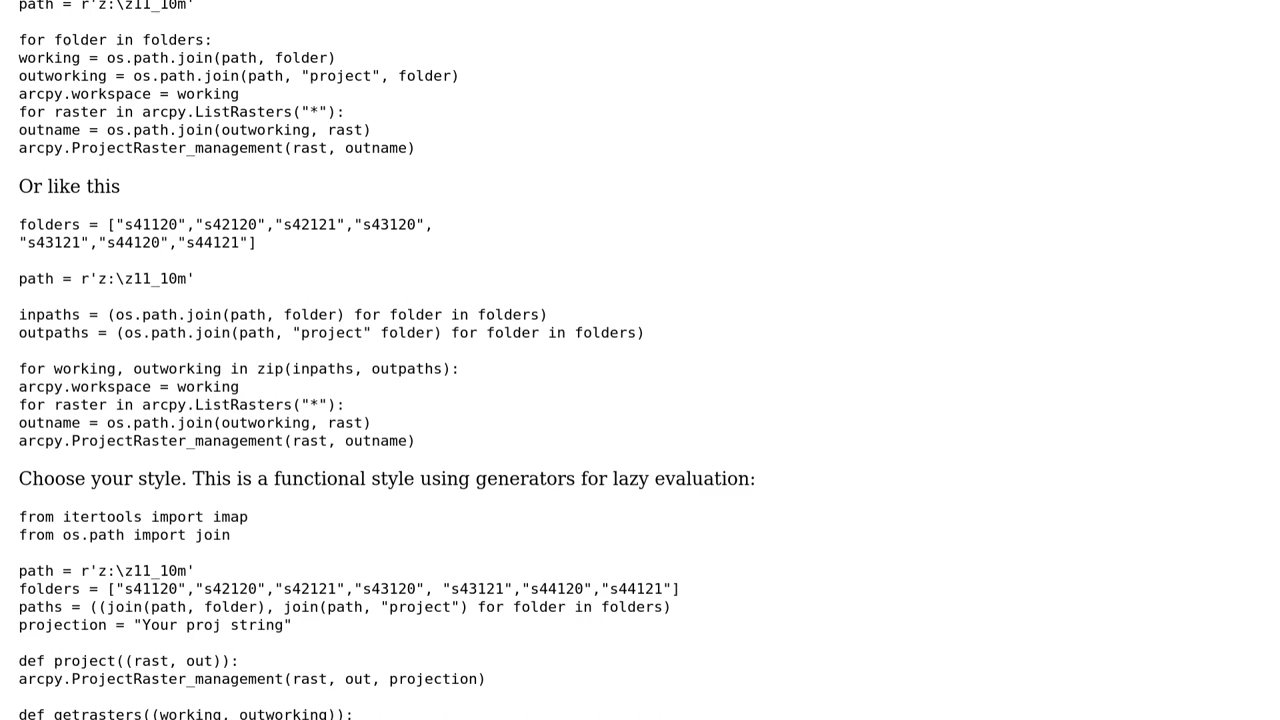 path = r'z:\z11_10m'
for folder in folders:
working = os.path.join(path, folder)
outworking = os.path.join(path, "project", folder)
arcpy.workspace = working
for raster in arcpy.ListRasters("*"):
outname = os.path.join(outworking, rast)
arcpy.ProjectRaster_management(rast, outname)
Or like this
folders = ["s41120","s42120","s42121","s43120",
"s43121","s44120","s44121"]
path = r'z:\z11_10m'
inpaths = (os.path.join(path, folder) for folder in folders)
outpaths = (os.path.join(path, "project" folder) for folder in folders)
for working, outworking in zip(inpaths, outpaths):
arcpy.workspace = working
for raster in arcpy.ListRasters("*"):
outname = os.path.join(outworking, rast)
arcpy.ProjectRaster_management(rast, outname)
Choose your style. This is a functional style using generators for lazy evaluation:
from itertools import imap
from os.path import join
path = r'z:\z11_10m'
folders = ["s41120","s42120","s42121","s43120", "s43121","s44120","s44121"]
paths = ((join(path, folder), join(path, "project") for folder in folders)
projection = "Your proj string"
def project((rast, out)):
arcpy.ProjectRaster_management(rast, out, projection)
def getrasters((working, outworking)):